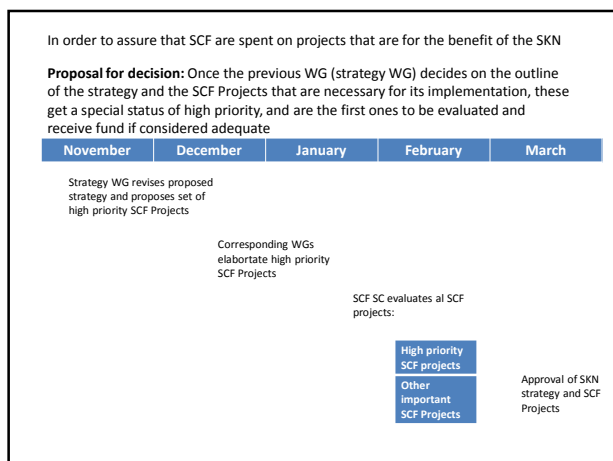 In order to assure that SCF are spent on projects that are for the benefit of the SKN
Proposal for decision: Once the previous WG (strategy WG) decides on the outline
of the strategy and the SCF Projects that are necessary for its implementation, these
get a special status of high priority, and are the first ones to be evaluated and
receive fund if considered adequate
November December January February March
Strategy WG revises proposed
strategy and proposes set of
high priority SCF Projects
Corresponding WGs
elabortate high priority
SCF Projects
SCF SC evaluates al SCF
projects:
High priority
SCF projects
Other
important
SCF Projects
Approval of SKN
strategy and SCF
Projects